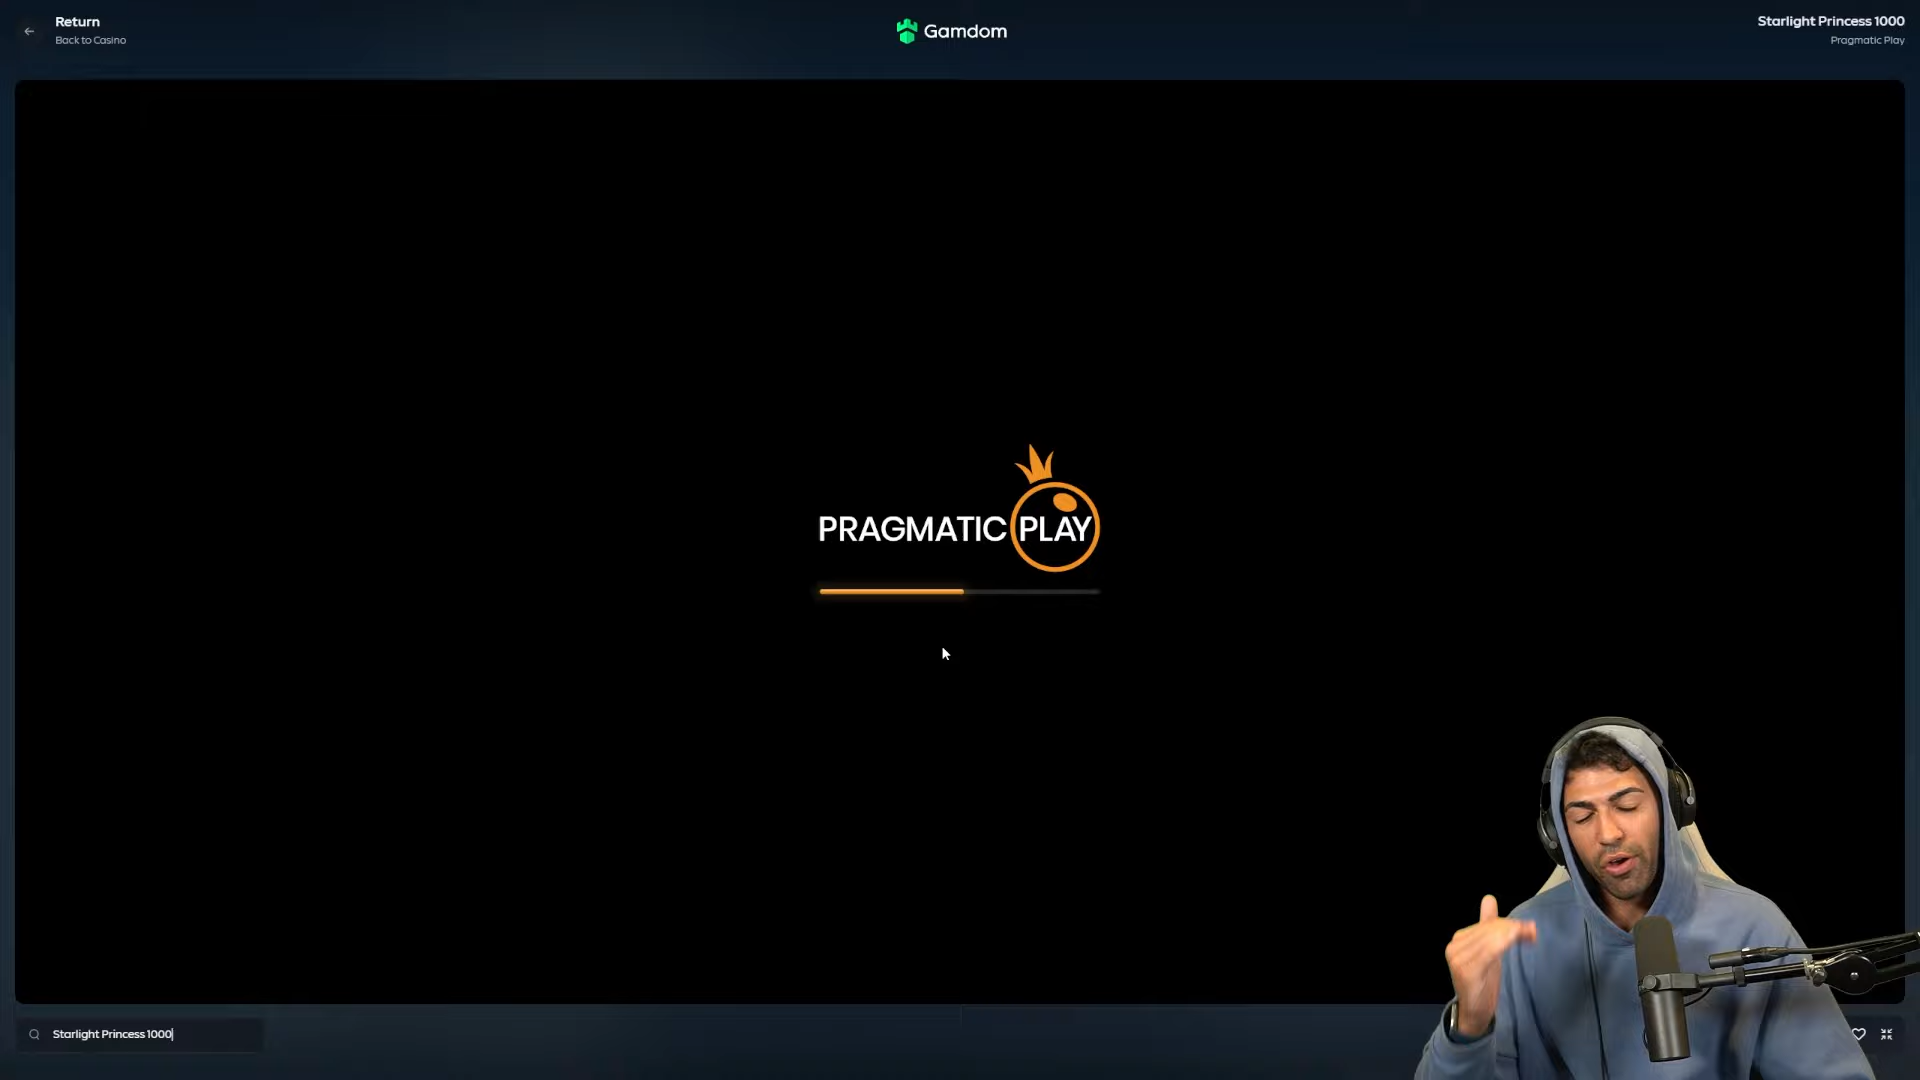 Return
Back to Casino
Gamdom
Starlight Princess 1000
Pragmatic Play
PRAGMATIC PLAY
Starlight Princess 1000